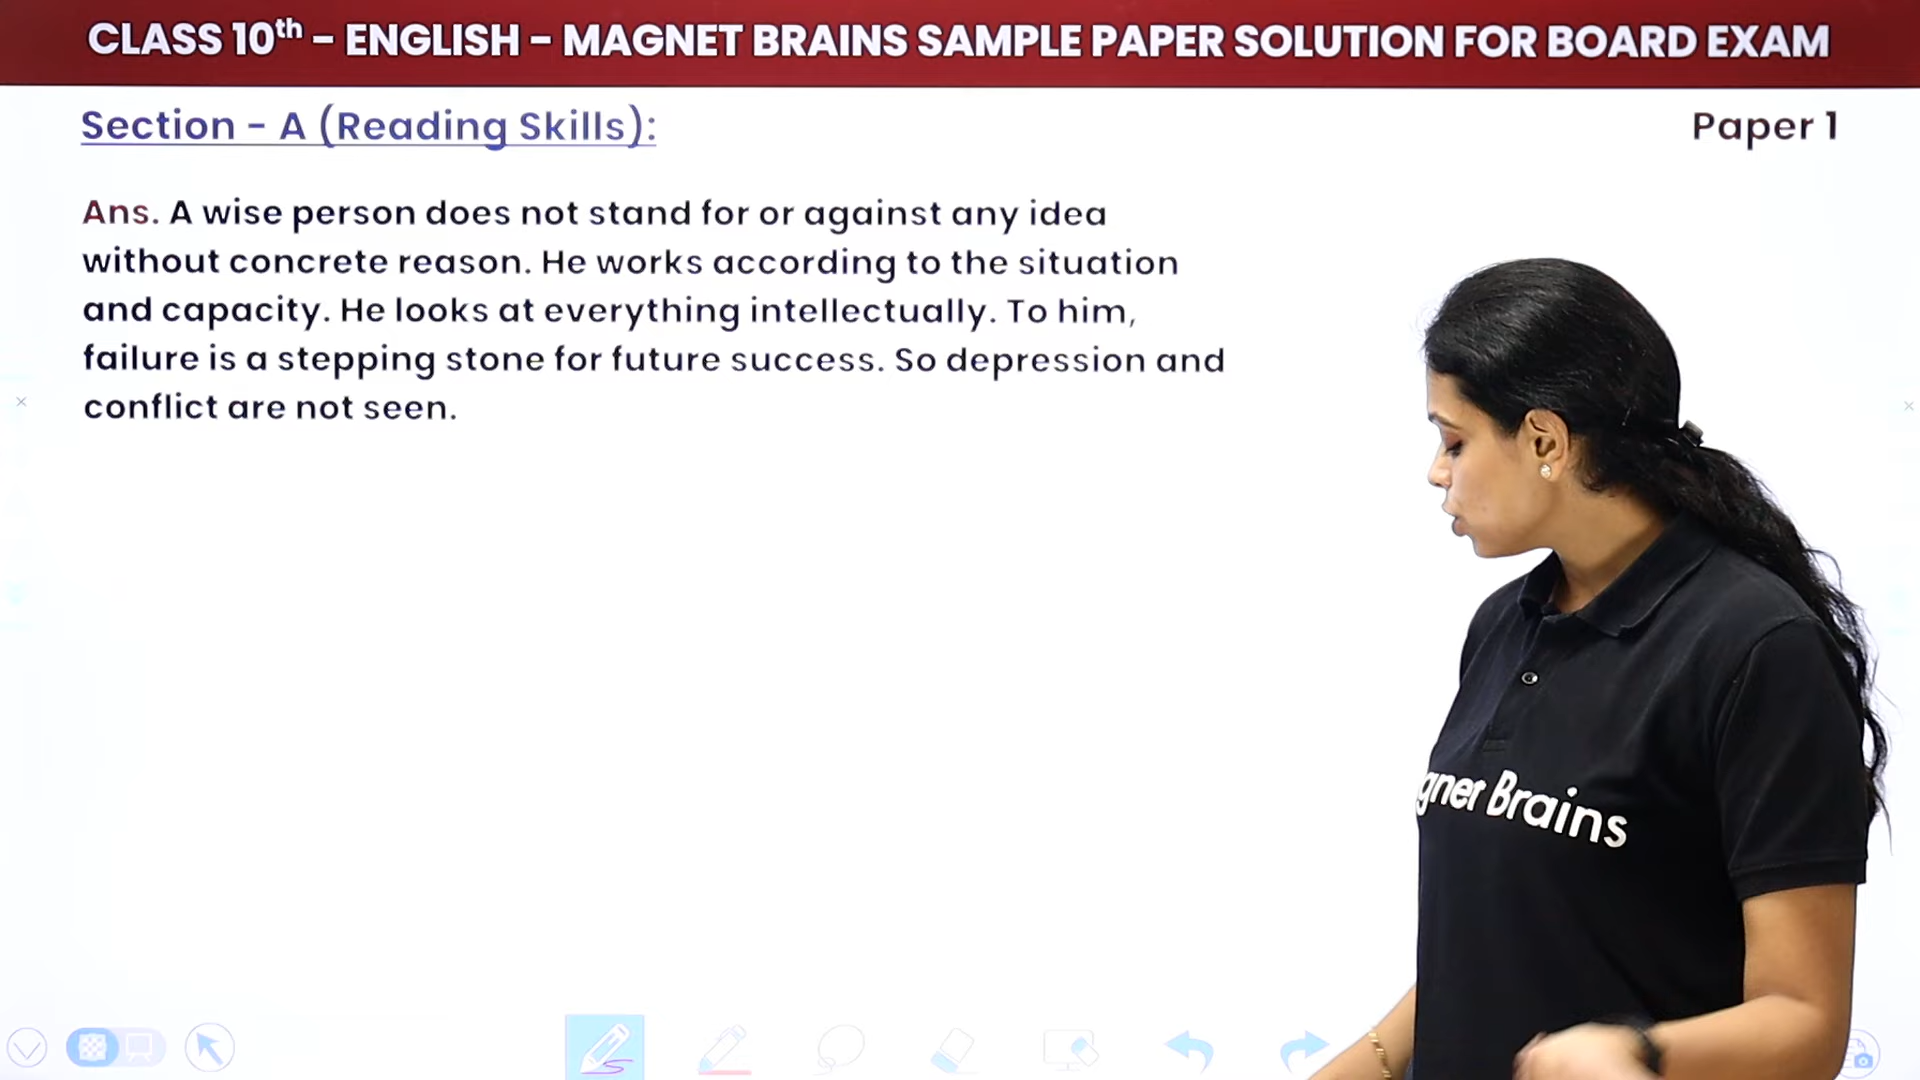 CLASS 10th – ENGLISH – MAGNET BRAINS SAMPLE PAPER SOLUTION FOR BOARD EXAM
Section – A (Reading Skills):
Paper 1
Ans. A wise person does not stand for or against any idea
without concrete reason. He works according to the situation
and capacity. He looks at everything intellectually. To him,
failure is a stepping stone for future success. So depression and
conflict are not seen.
Brains